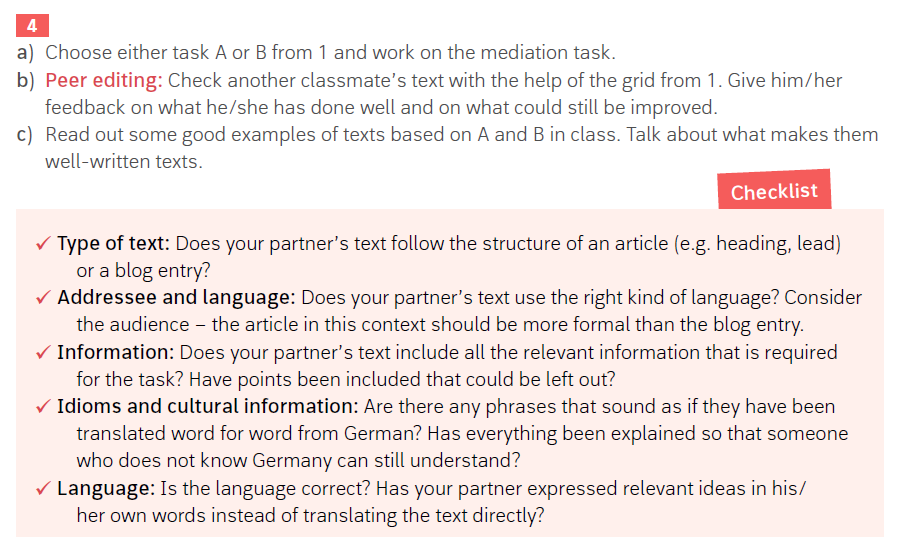 4
a) Choose either task A or B from 1 and work on the mediation task.
b) Peer editing: Check another classmate's text with the help of the grid from 1. Give him/her
feedback on what he/she has done well and on what could still be improved.
c) Read out some good examples of texts based on A and B in class. Talk about what makes them
well-written texts.
Checklist
✓ Type of text: Does your partner's text follow the structure of an article (e.g. heading, lead)
or a blog entry?
✓ Addressee and language: Does your partner's text use the right kind of language? Consider
the audience – the article in this context should be more formal than the blog entry.
✓ Information: Does your partner's text include all the relevant information that is required
for the task? Have points been included that could be left out?
✓ Idioms and cultural information: Are there any phrases that sound as if they have been
translated word for word from German? Has everything been explained so that someone
who does not know Germany can still understand?
✓ Language: Is the language correct? Has your partner expressed relevant ideas in his/
her own words instead of translating the text directly?